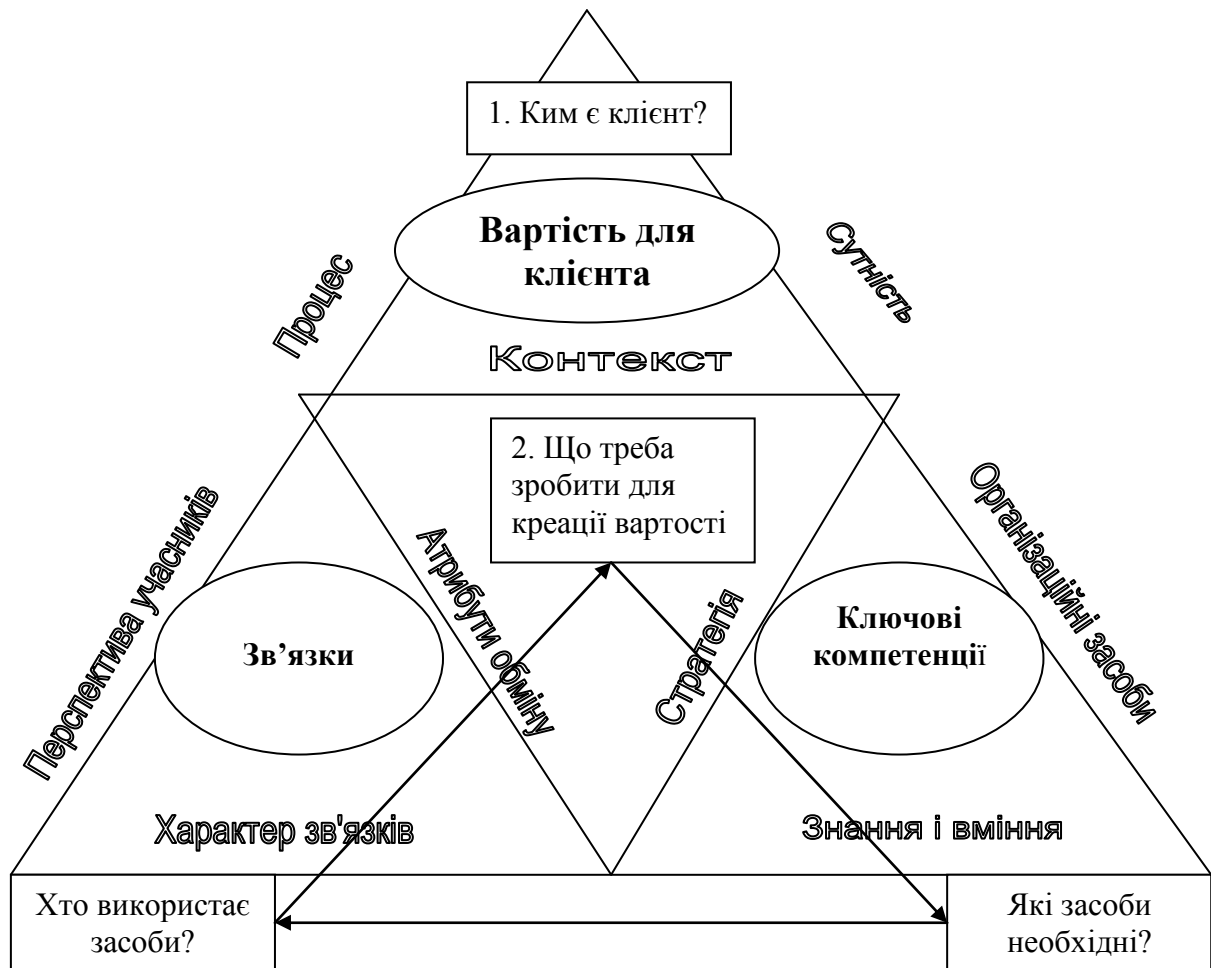 1. Ким є клієнт?
Вартість для
клієнта
Процес
Сутність
Контекст
2. Що треба
зробити для
креації вартості
Перспектива учасників
Атрибути обміну
Стратегія
Організаційні засоби
Зв’язки
Ключові
компетенції
Характер зв'язків
Знання і вміння
Хто використає
засоби?
Які засоби
необхідні?